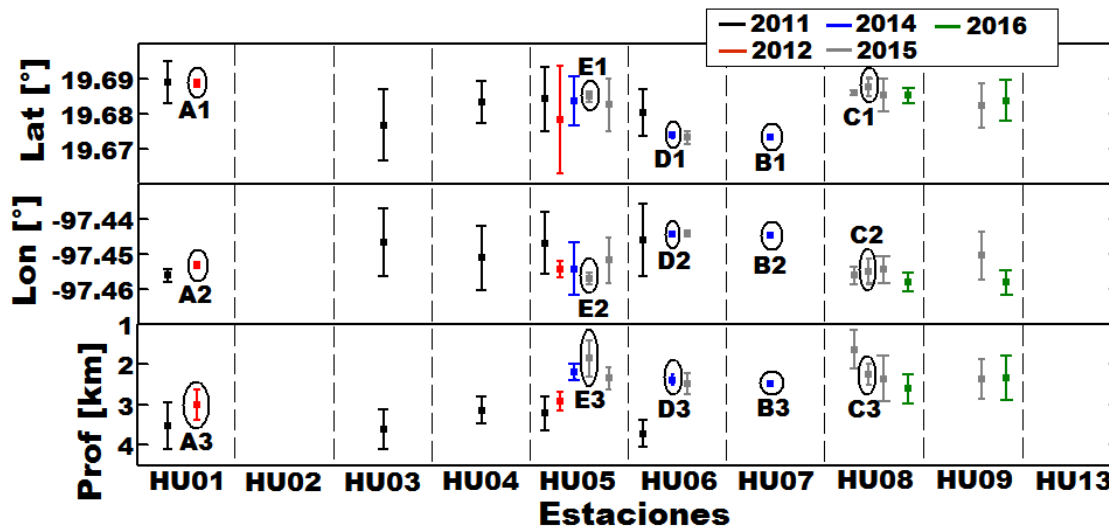 2011 2014 2016
2012 2015
Lat [°]
19.69
19.68
19.67
A1
E1
D1
B1
C1
Lon [°]
-97.44
-97.45
-97.46
A2
E2
D2
B2
C2
Prof [km]
1
2
3
4
A3
E3
D3
B3
C3
HU01 HU02 HU03 HU04 HU05 HU06 HU07 HU08 HU09 HU13
Estaciones